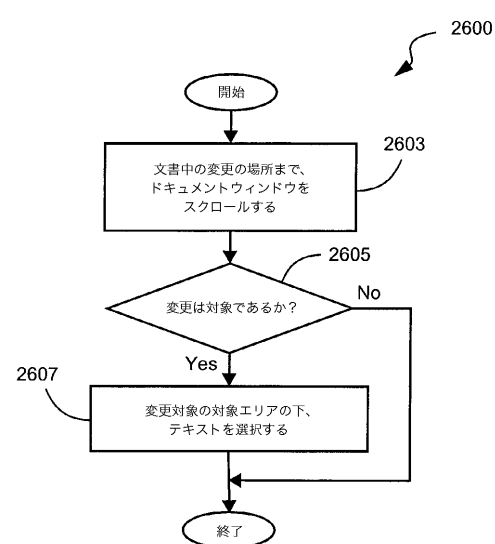 2600
開始
文書中の変更の場所まで、
ドキュメントウィンドウを
スクロールする
2603
2605
変更は対象であるか？
No
Yes
2607
変更対象の対象エリアの下、
テキストを選択する
終了